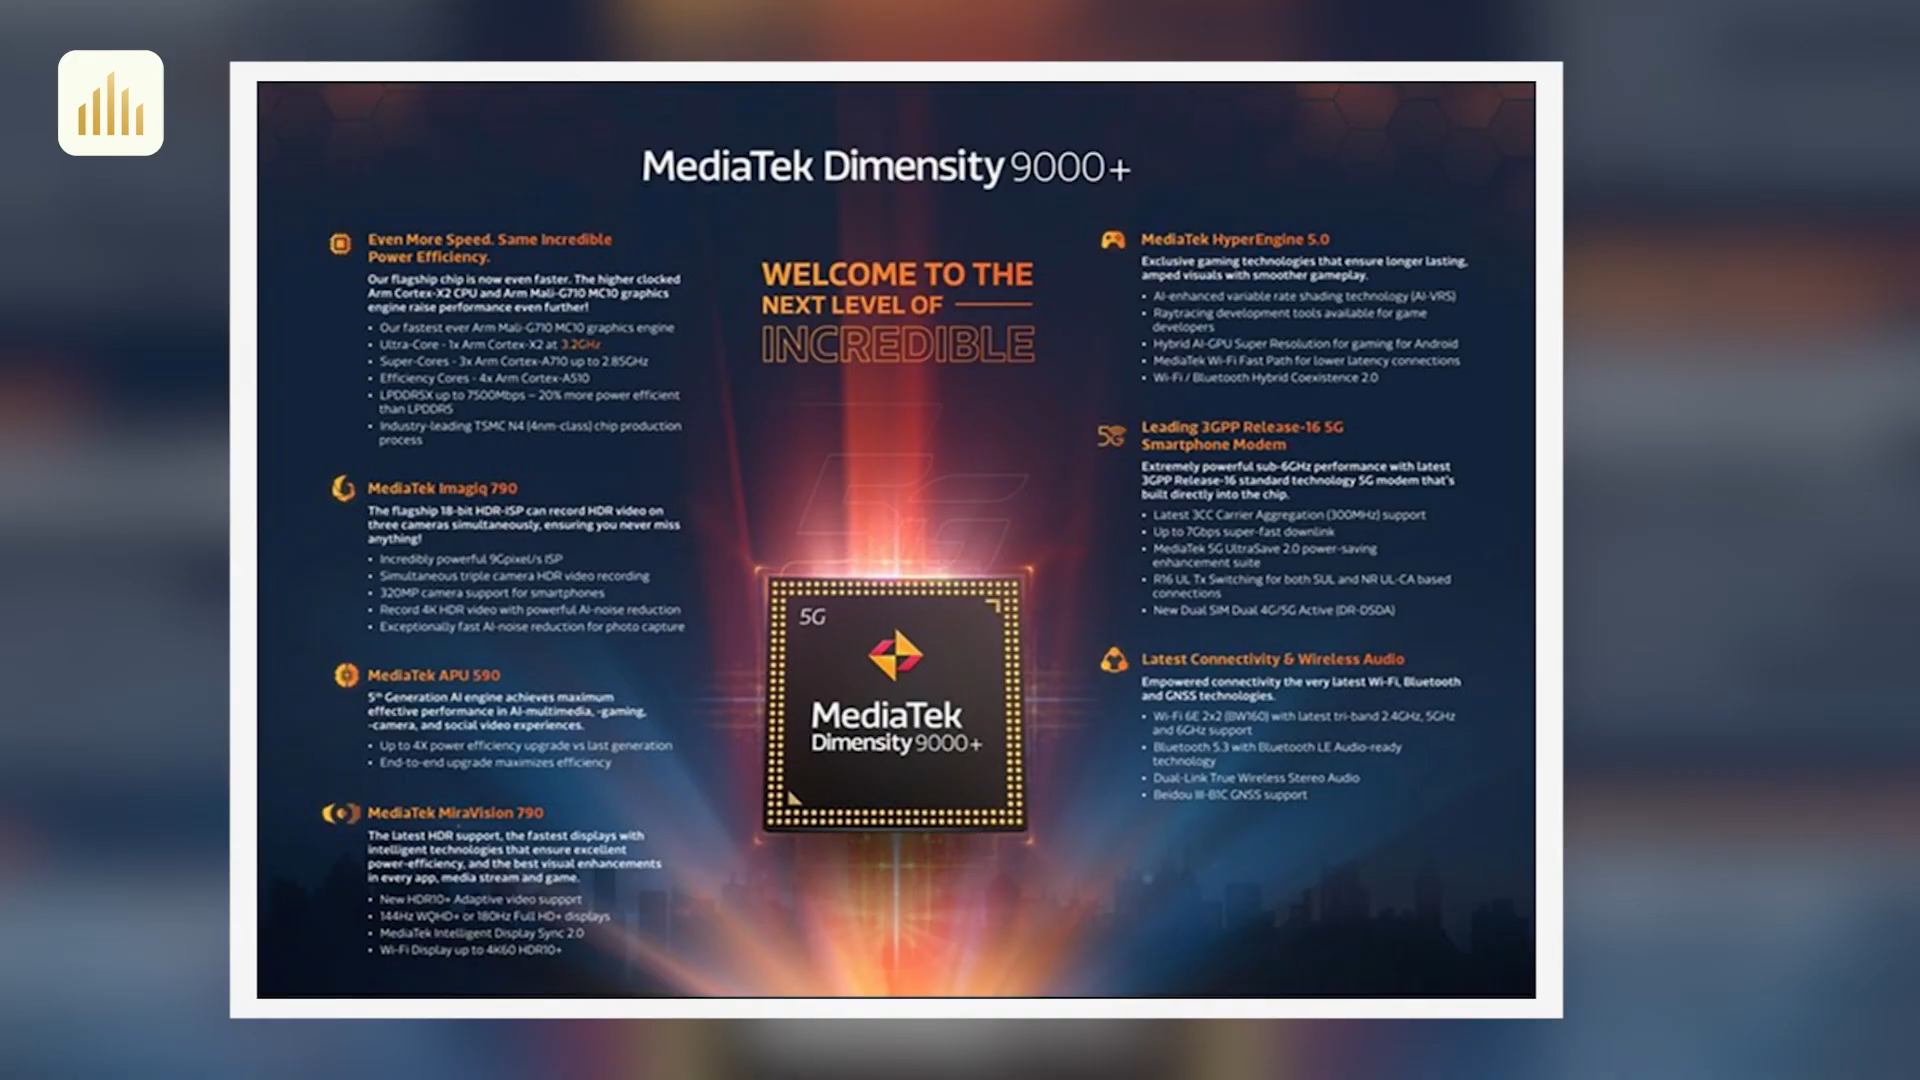 MediaTek Dimensity 9000+
Even More Speed. Same Incredible
Power Efficiency.
Our flagship chip is now even faster. The higher clocked
Arm Cortex-X2 CPU and Arm Mali-G710 MC10 graphics
engine raise performance even further!
• Our fastest ever Arm Mali-G710 MC10 graphics engine
• Ultra-Core - 1x Arm Cortex-X2 at 3.2GHz
• Super-Cores - 3x Arm Cortex-A710 up to 2.85GHz
• Efficiency Cores - 4x Arm Cortex-A510
• LPDDR5X up to 7500Mbps – 20% more power efficient
than LPDDR5
• Industry-leading TSMC N4 (4nm-class) chip production
process
MediaTek Imagiq 790
The flagship 18-bit HDR-ISP can record HDR video on
three cameras simultaneously, ensuring you never miss
anything!
• Incredibly powerful 9Gpixel/s ISP
• Simultaneous triple camera HDR video recording
• 320MP camera support for smartphones
• Record 4K HDR video with powerful AI-noise reduction
• Exceptionally fast AI-noise reduction for photo capture
MediaTek APU 590
5th Generation AI engine achieves maximum
effective performance in AI-multimedia, -gaming,
-camera, and social video experiences.
• Up to 4X power efficiency upgrade vs last generation
• End-to-end upgrade maximizes efficiency
MediaTek MiraVision 790
The latest HDR support, the fastest displays with
intelligent technologies that ensure excellent
power-efficiency, and the best visual enhancements
in every app, media stream and game.
• New HDR10+ Adaptive video support
• 144Hz WQHD+ or 180Hz Full HD+ displays
• MediaTek Intelligent Display Sync 2.0
• Wi-Fi Display up to 4K60 HDR10+
WELCOME TO THE
NEXT LEVEL OF
INCREDIBLE
5G
5G
MediaTek
Dimensity 9000+
MediaTek HyperEngine 5.0
Exclusive gaming technologies that ensure longer lasting,
amped visuals with smoother gameplay.
• AI-enhanced variable rate shading technology (AI-VRS)
• Raytracing development tools available for game
developers
• Hybrid AI-GPU Super Resolution for gaming for Android
• MediaTek Wi-Fi Fast Path for lower latency connections
• Wi-Fi / Bluetooth Hybrid Coexistence 2.0
5G
Leading 3GPP Release-16 5G
Smartphone Modem
Extremely powerful sub-6GHz performance with latest
3GPP Release-16 standard technology 5G modem that's
built directly into the chip.
• Latest 3CC Carrier Aggregation (300MHz) support
• Up to 7Gbps super-fast downlink
• MediaTek 5G UltraSave 2.0 power-saving
enhancement suite
• R16 UL Tx Switching for both SUL and NR UL-CA based
connections
• New Dual SIM Dual 4G/5G Active (DR-DSDA)
Latest Connectivity & Wireless Audio
Empowered connectivity the very latest Wi-Fi, Bluetooth
and GNSS technologies.
• Wi-Fi 6E 2x2 (BW160) with latest tri-band 2.4GHz, 5GHz
and 6GHz support
• Bluetooth 5.3 with Bluetooth LE Audio-ready
technology
• Dual-Link True Wireless Stereo Audio
• Beidou III-B1C GNSS support